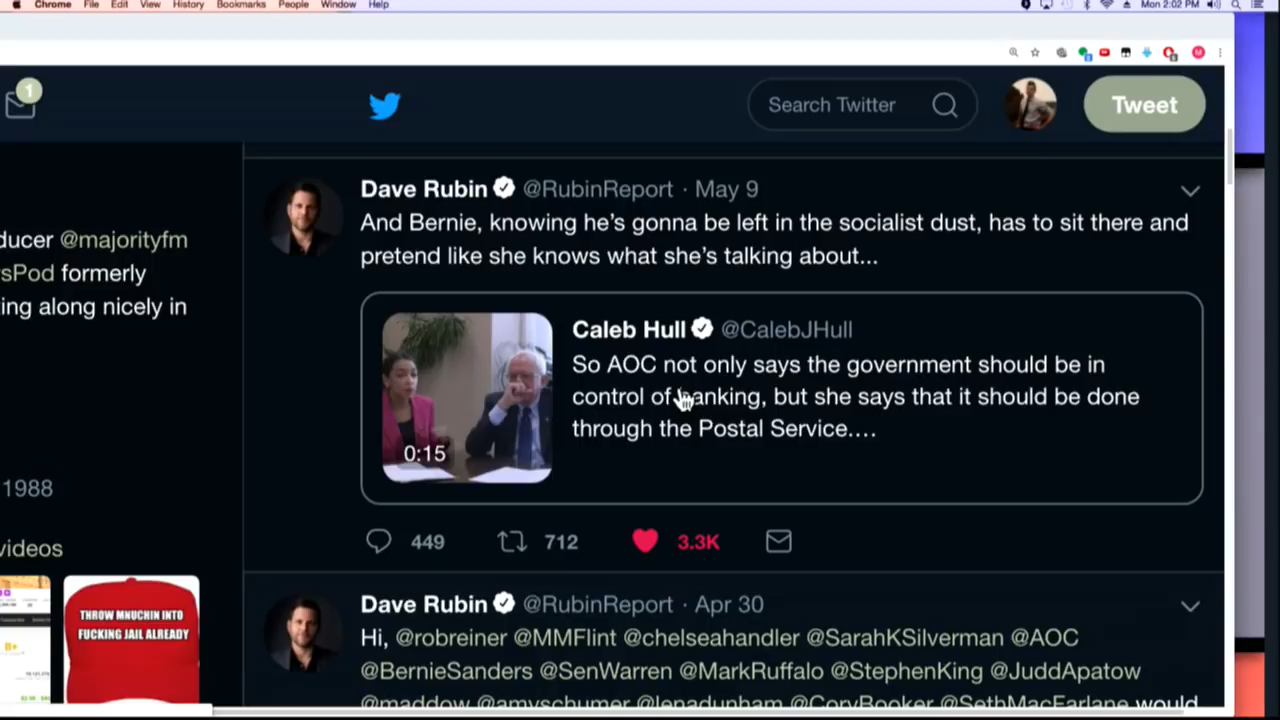 Chrome File Edit View History Bookmarks People Window Help Mon 2:02 PM
1
Search Twitter
Tweet
ducer @majorityfm
sPod formerly
ing along nicely in
1988
videos
THROW MNUCHIN INTO
FUCKING JAIL ALREADY
Dave Rubin @RubinReport · May 9
And Bernie, knowing he's gonna be left in the socialist dust, has to sit there and
pretend like she knows what she's talking about...
Caleb Hull @CalebJHull
So AOC not only says the government should be in
control of banking, but she says that it should be done
through the Postal Service....
0:15
449 712 3.3K
Dave Rubin @RubinReport · Apr 30
Hi, @robreiner @MMFlint @chelseahandler @SarahKSilverman @AOC
@BernieSanders @SenWarren @MarkRuffalo @StephenKing @JuddApatow
@maddow @amyschumer @lenadunham @CoryBooker @SethMacFarlane would